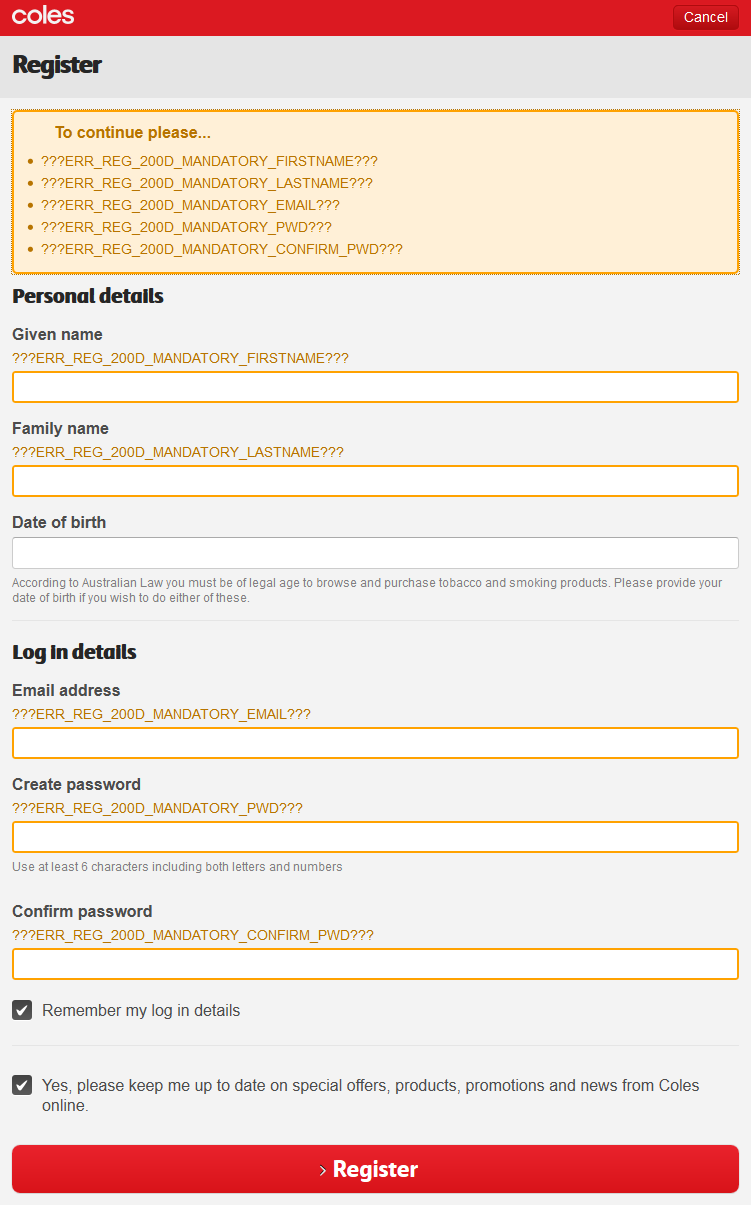 coles
Cancel
Register
To continue please...
• ???ERR_REG_200D_MANDATORY_FIRSTNAME???
• ???ERR_REG_200D_MANDATORY_LASTNAME???
• ???ERR_REG_200D_MANDATORY_EMAIL???
• ???ERR_REG_200D_MANDATORY_PWD???
• ???ERR_REG_200D_MANDATORY_CONFIRM_PWD???
Personal details
Given name
???ERR_REG_200D_MANDATORY_FIRSTNAME???
Family name
???ERR_REG_200D_MANDATORY_LASTNAME???
Date of birth
According to Australian Law you must be of legal age to browse and purchase tobacco and smoking products. Please provide your
date of birth if you wish to do either of these.
Log in details
Email address
???ERR_REG_200D_MANDATORY_EMAIL???
Create password
???ERR_REG_200D_MANDATORY_PWD???
Use at least 6 characters including both letters and numbers
Confirm password
???ERR_REG_200D_MANDATORY_CONFIRM_PWD???
Remember my log in details
Yes, please keep me up to date on special offers, products, promotions and news from Coles
online.
› Register